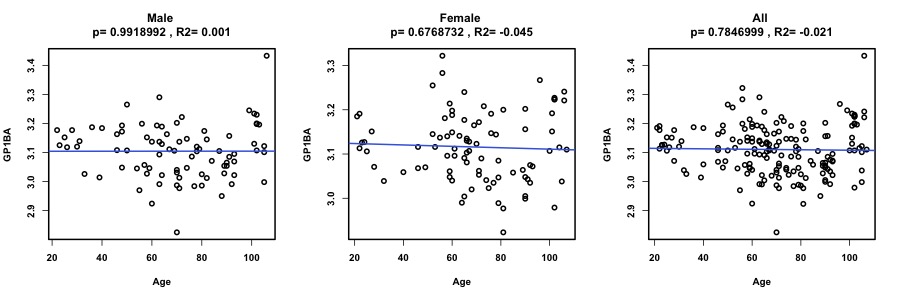 Male
p= 0.9918992 , R2= 0.001
GP1BA
3.4
3.3
3.2
3.1
3.0
2.9
20 40 60 80 100
Age
Female
p= 0.6768732 , R2= -0.045
GP1BA
3.3
3.2
3.1
3.0
20 40 60 80 100
Age
All
p= 0.7846999 , R2= -0.021
GP1BA
3.4
3.3
3.2
3.1
3.0
2.9
20 40 60 80 100
Age